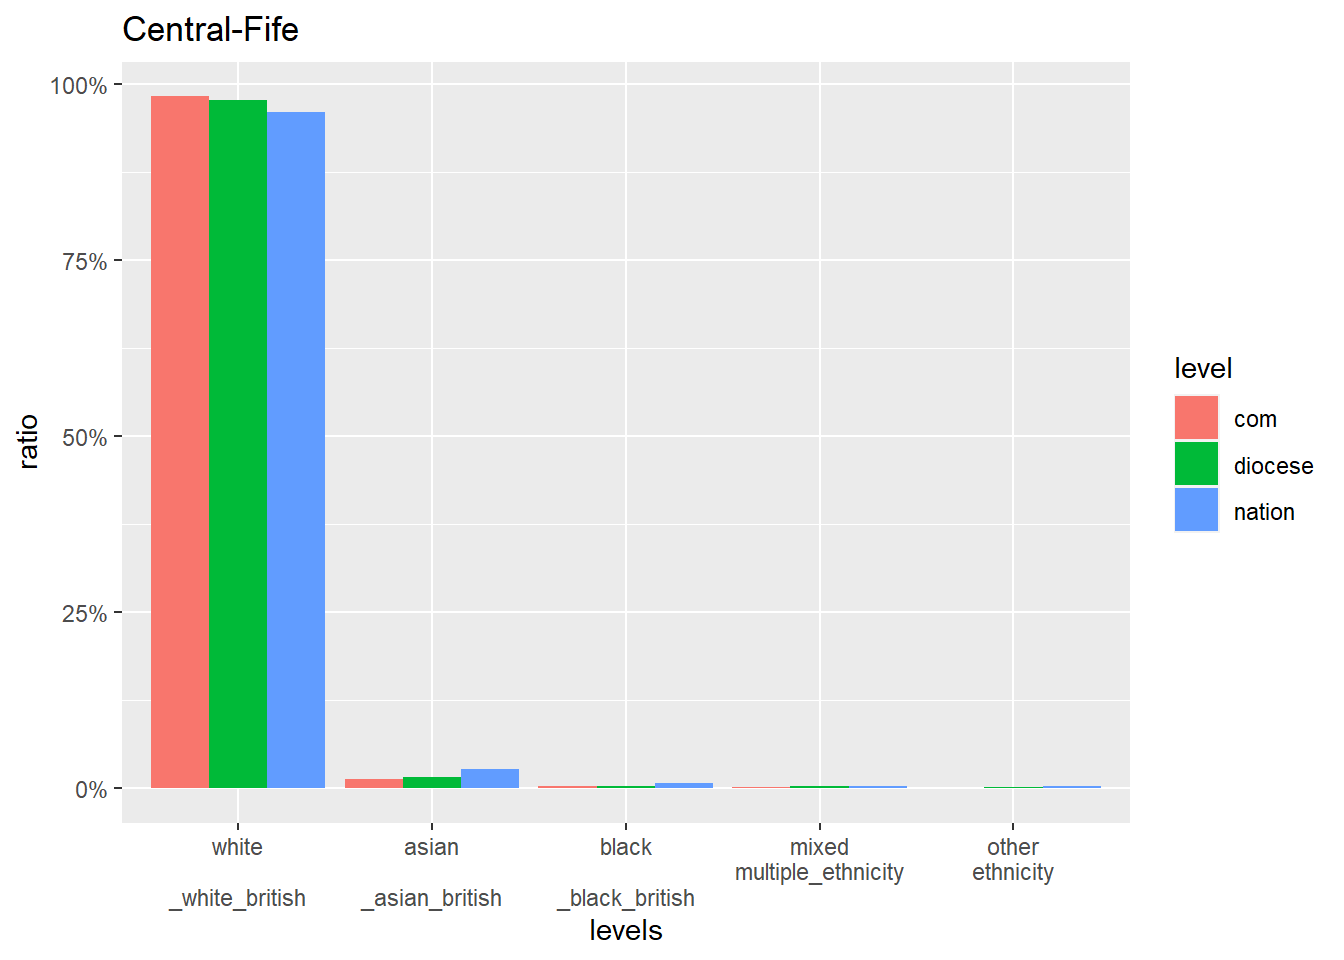 Central-Fife
100%
75%
50%
25%
0%
ratio
white
_white_british
asian
_asian_british
black
_black_british
mixed
multiple_ethnicity
other
ethnicity
levels
level
com
diocese
nation